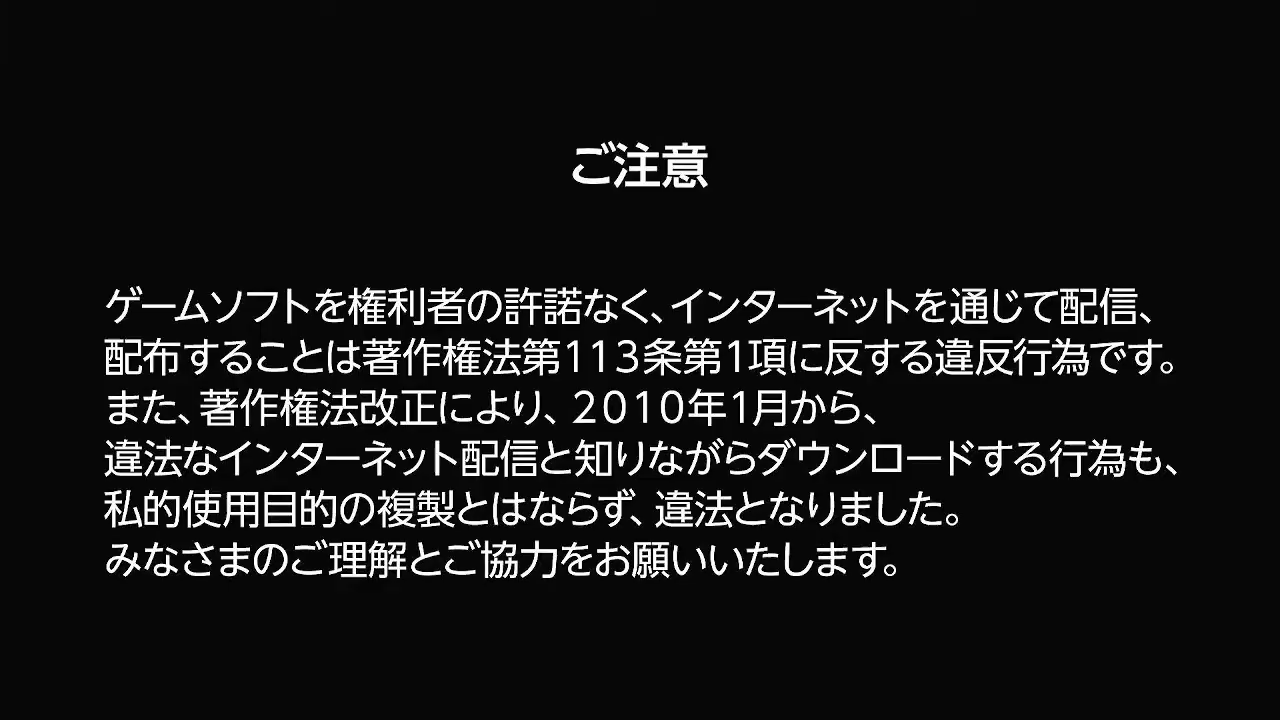 ご注意
ゲームソフトを権利者の許諾なく、インターネットを通じて配信、
配布することは著作権法第113条第1項に反する違反行為です。
また、著作権法改正により、2010年1月から、
違法なインターネット配信と知りながらダウンロードする行為も、
私的使用目的の複製とはならず、違法となりました。
みなさまのご理解とご協力をお願いいたします。